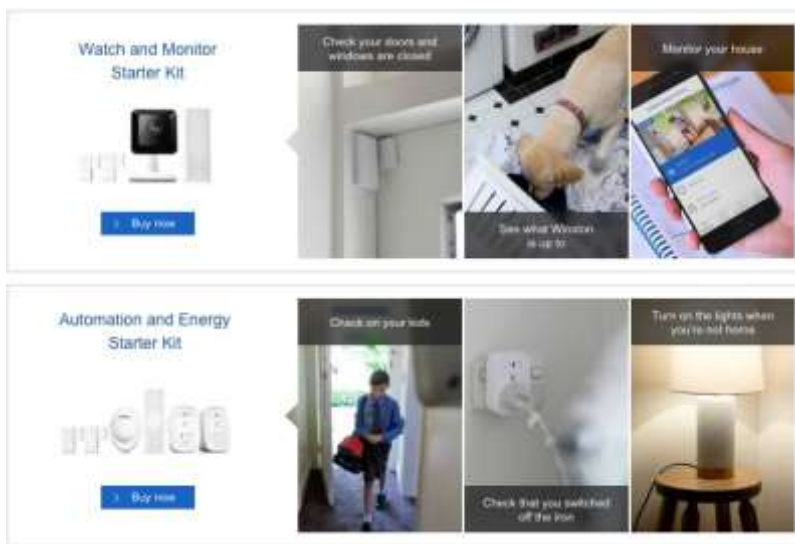 Watch and Monitor
Starter Kit
> Buy now
Check your doors and
windows are closed
See what Winston
is up to
Monitor your house
Automation and Energy
Starter Kit
> Buy now
Check on your kids
Check that you switched
off the iron
Turn on the lights when
you're not home